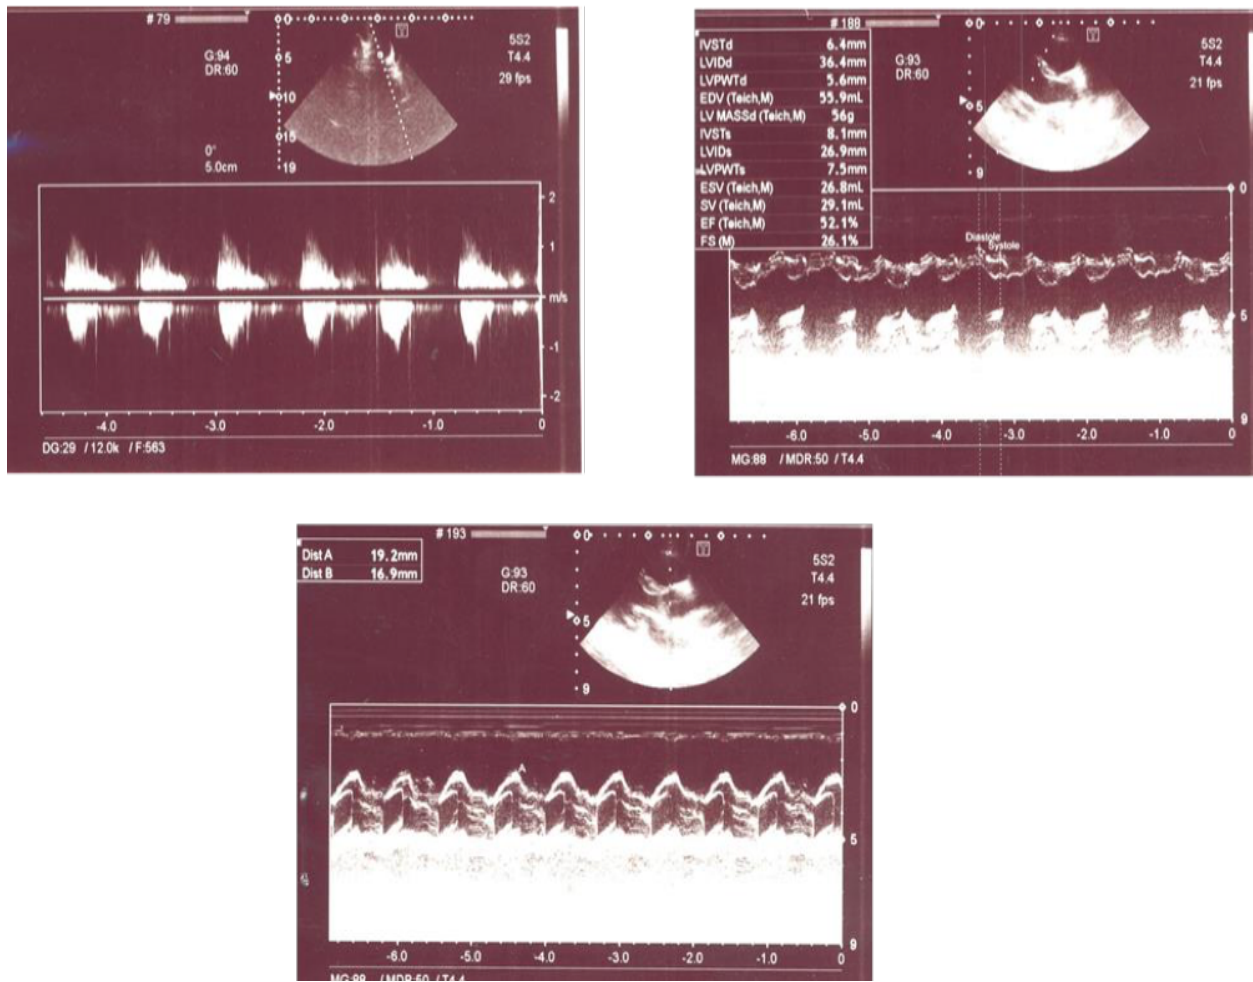 # 79
0
5
10
15
19
G:94
DR:60
0°
5.0cm
5S2
T4.4
29 fps
2
1
m/s
-1
-2
-4.0 -3.0 -2.0 -1.0 0
DG:29 /12.0k /F:563
# 188
IVSTd 6.4mm
LVIDd 36.4mm
LVPWTd 5.6mm
EDV (Teich,M) 55.9mL
LV MASSd (Teich,M) 56g
IVSTs 8.1mm
LVIDs 26.9mm
LVPWTs 7.5mm
ESV (Teich,M) 26.8mL
SV (Teich,M) 29.1mL
EF (Teich,M) 52.1%
FS (M) 26.1%
G:93
DR:60
0
5
9
5S2
T4.4
21 fps
Diastole
Systole
0
5
9
-6.0 -5.0 -4.0 -3.0 -2.0 -1.0 0
MG:88 /MDR:50 /T4.4
# 193
Dist A 19.2mm
Dist B 16.9mm
G:93
DR:60
0
5
9
5S2
T4.4
21 fps
A
0
5
9
-6.0 -5.0 -4.0 -3.0 -2.0 -1.0 0
/MDR:50 /T4.4